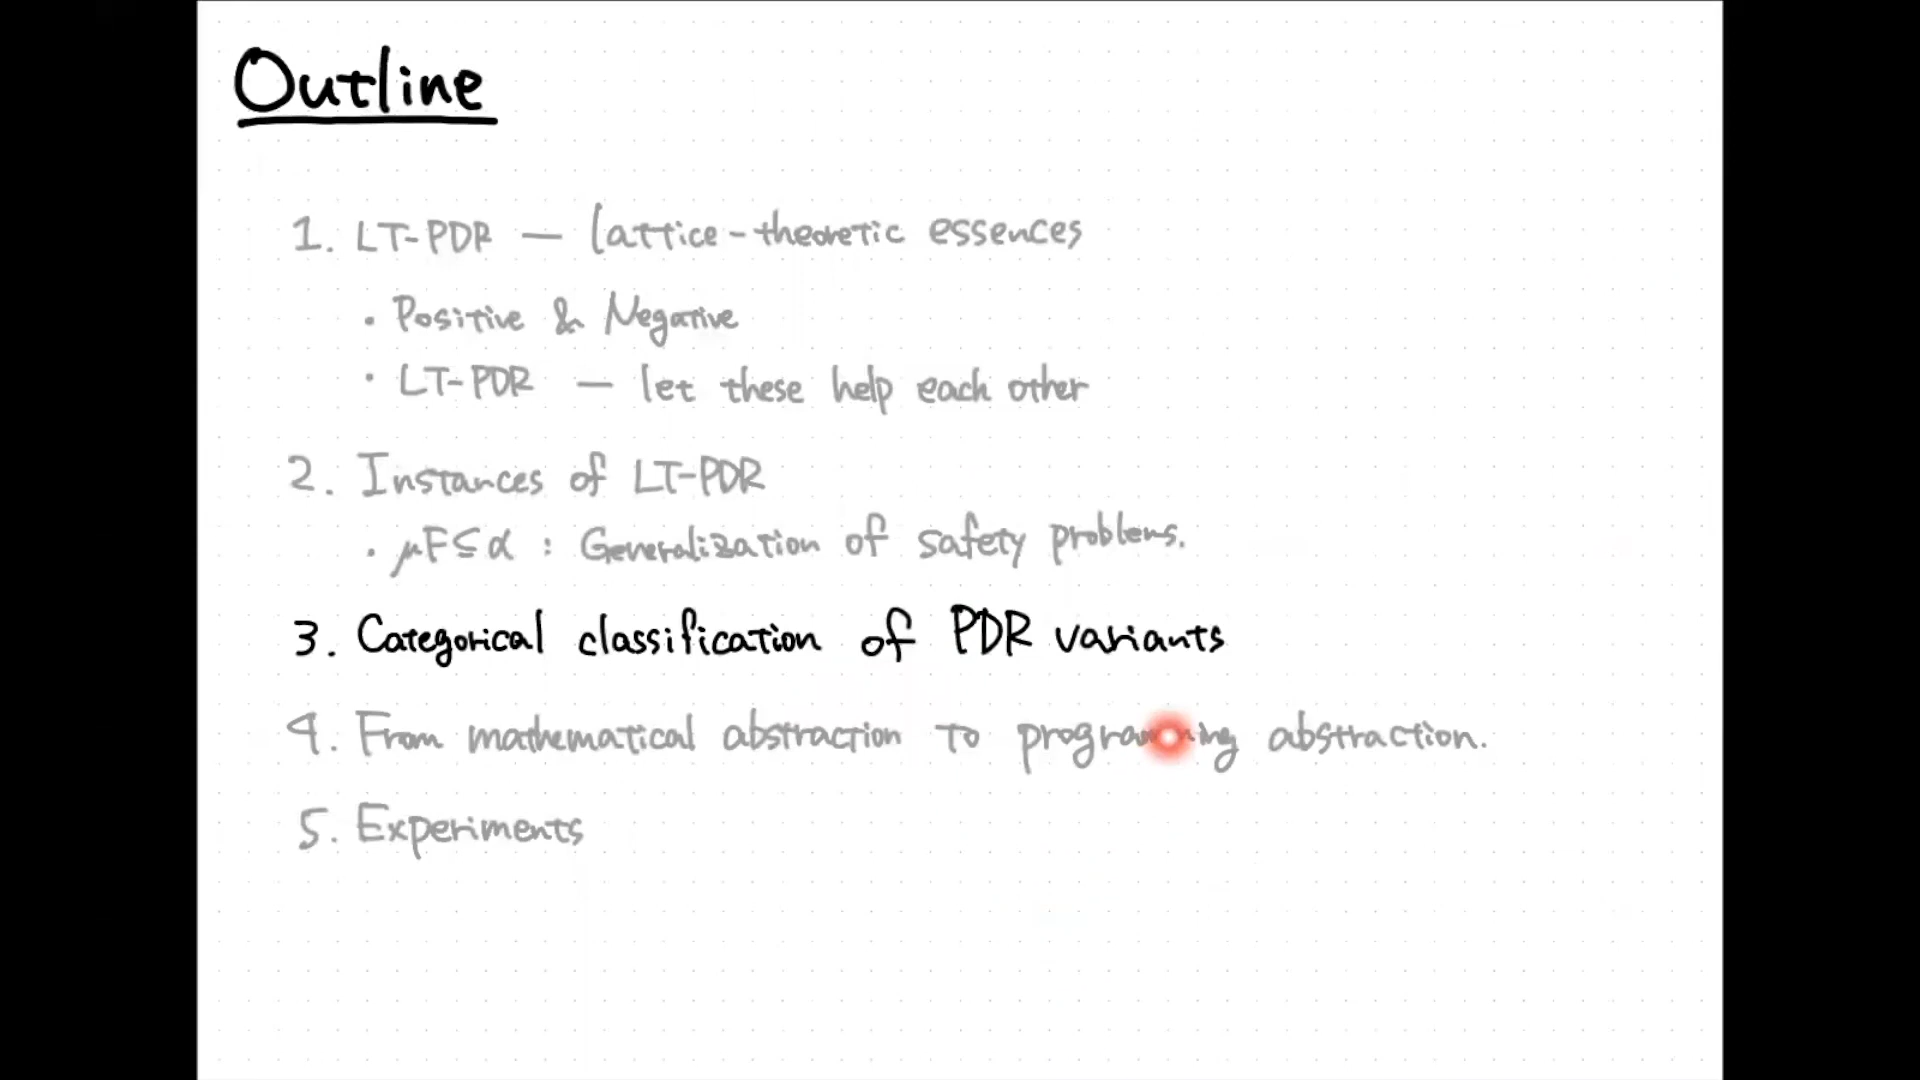 Outline
1. LT-PDR — lattice-theoretic essences
• Positive & Negative
• LT-PDR — let these help each other
2. Instances of LT-PDR
• μF≤α : Generalization of safety problems.
3. Categorical classification of PDR variants
4. From mathematical abstraction to programming abstraction.
5. Experiments